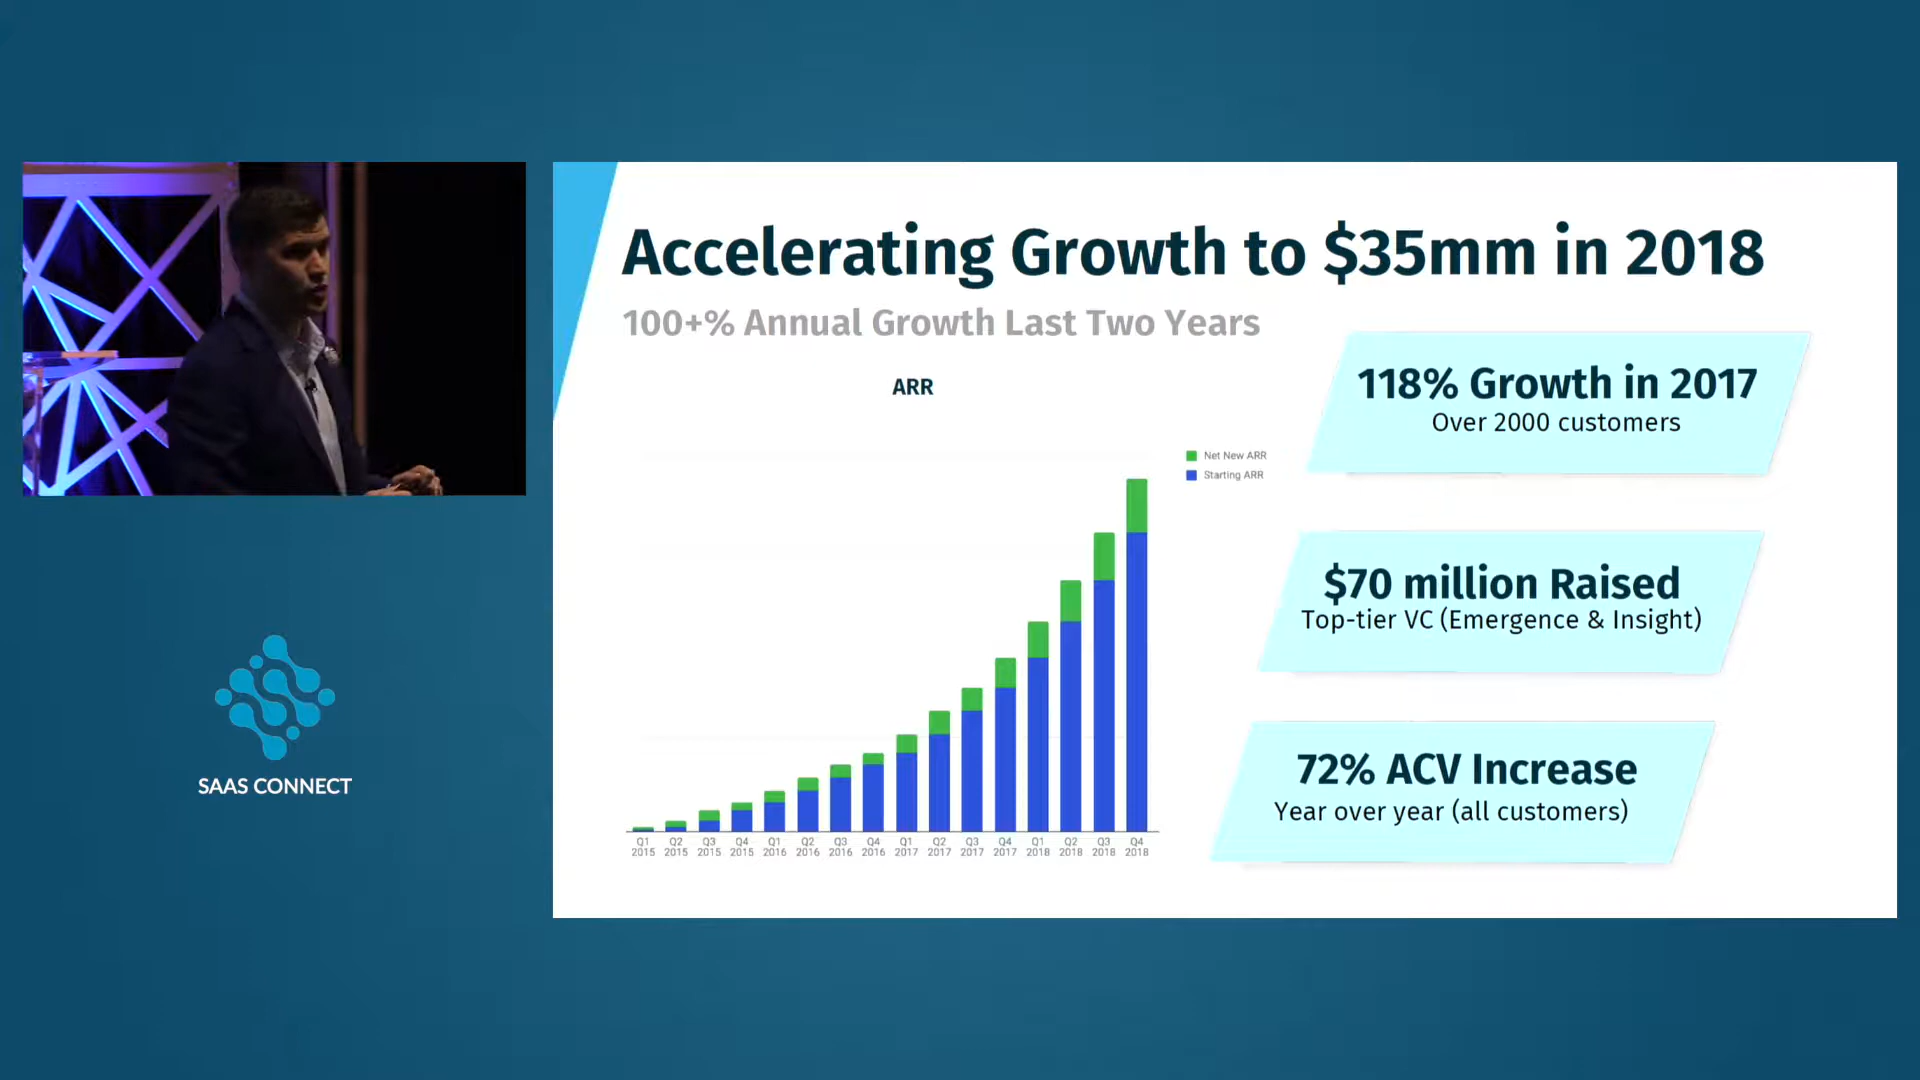 Accelerating Growth to $35mm in 2018
100+% Annual Growth Last Two Years
ARR
Net New ARR
Starting ARR
Q1 Q2 Q3 Q4 Q1 Q2 Q3 Q4 Q1 Q2 Q3 Q4 Q1 Q2 Q3 Q4
2015 2015 2015 2015 2016 2016 2016 2016 2017 2017 2017 2017 2018 2018 2018 2018
118% Growth in 2017
Over 2000 customers
$70 million Raised
Top-tier VC (Emergence & Insight)
72% ACV Increase
Year over year (all customers)
SAAS CONNECT